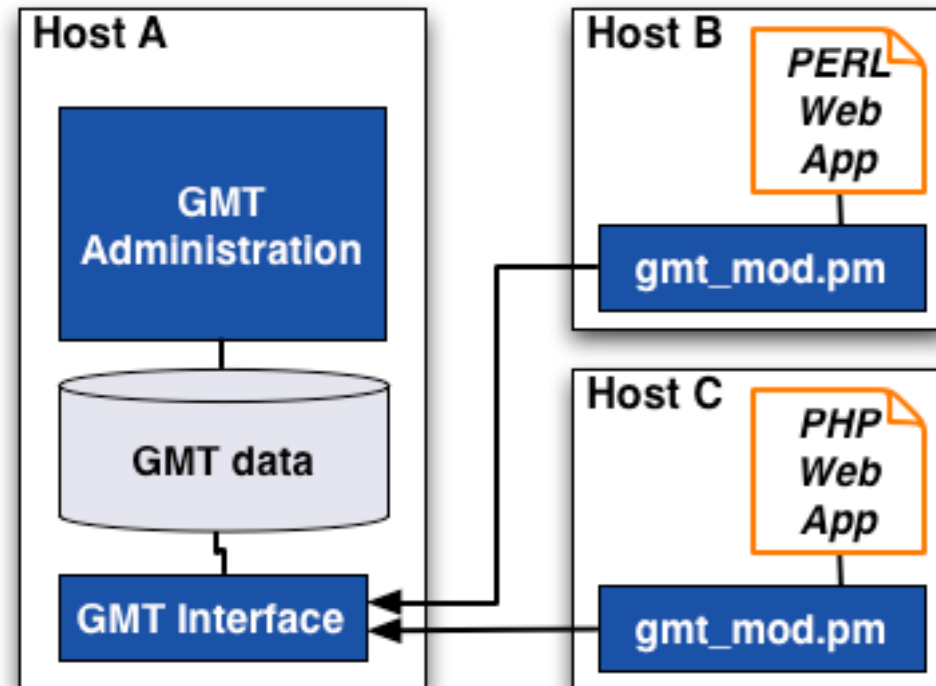 Host A
GMT
Administration
GMT data
GMT Interface
Host B
PERL
Web
App
gmt_mod.pm
Host C
PHP
Web
App
gmt_mod.pm